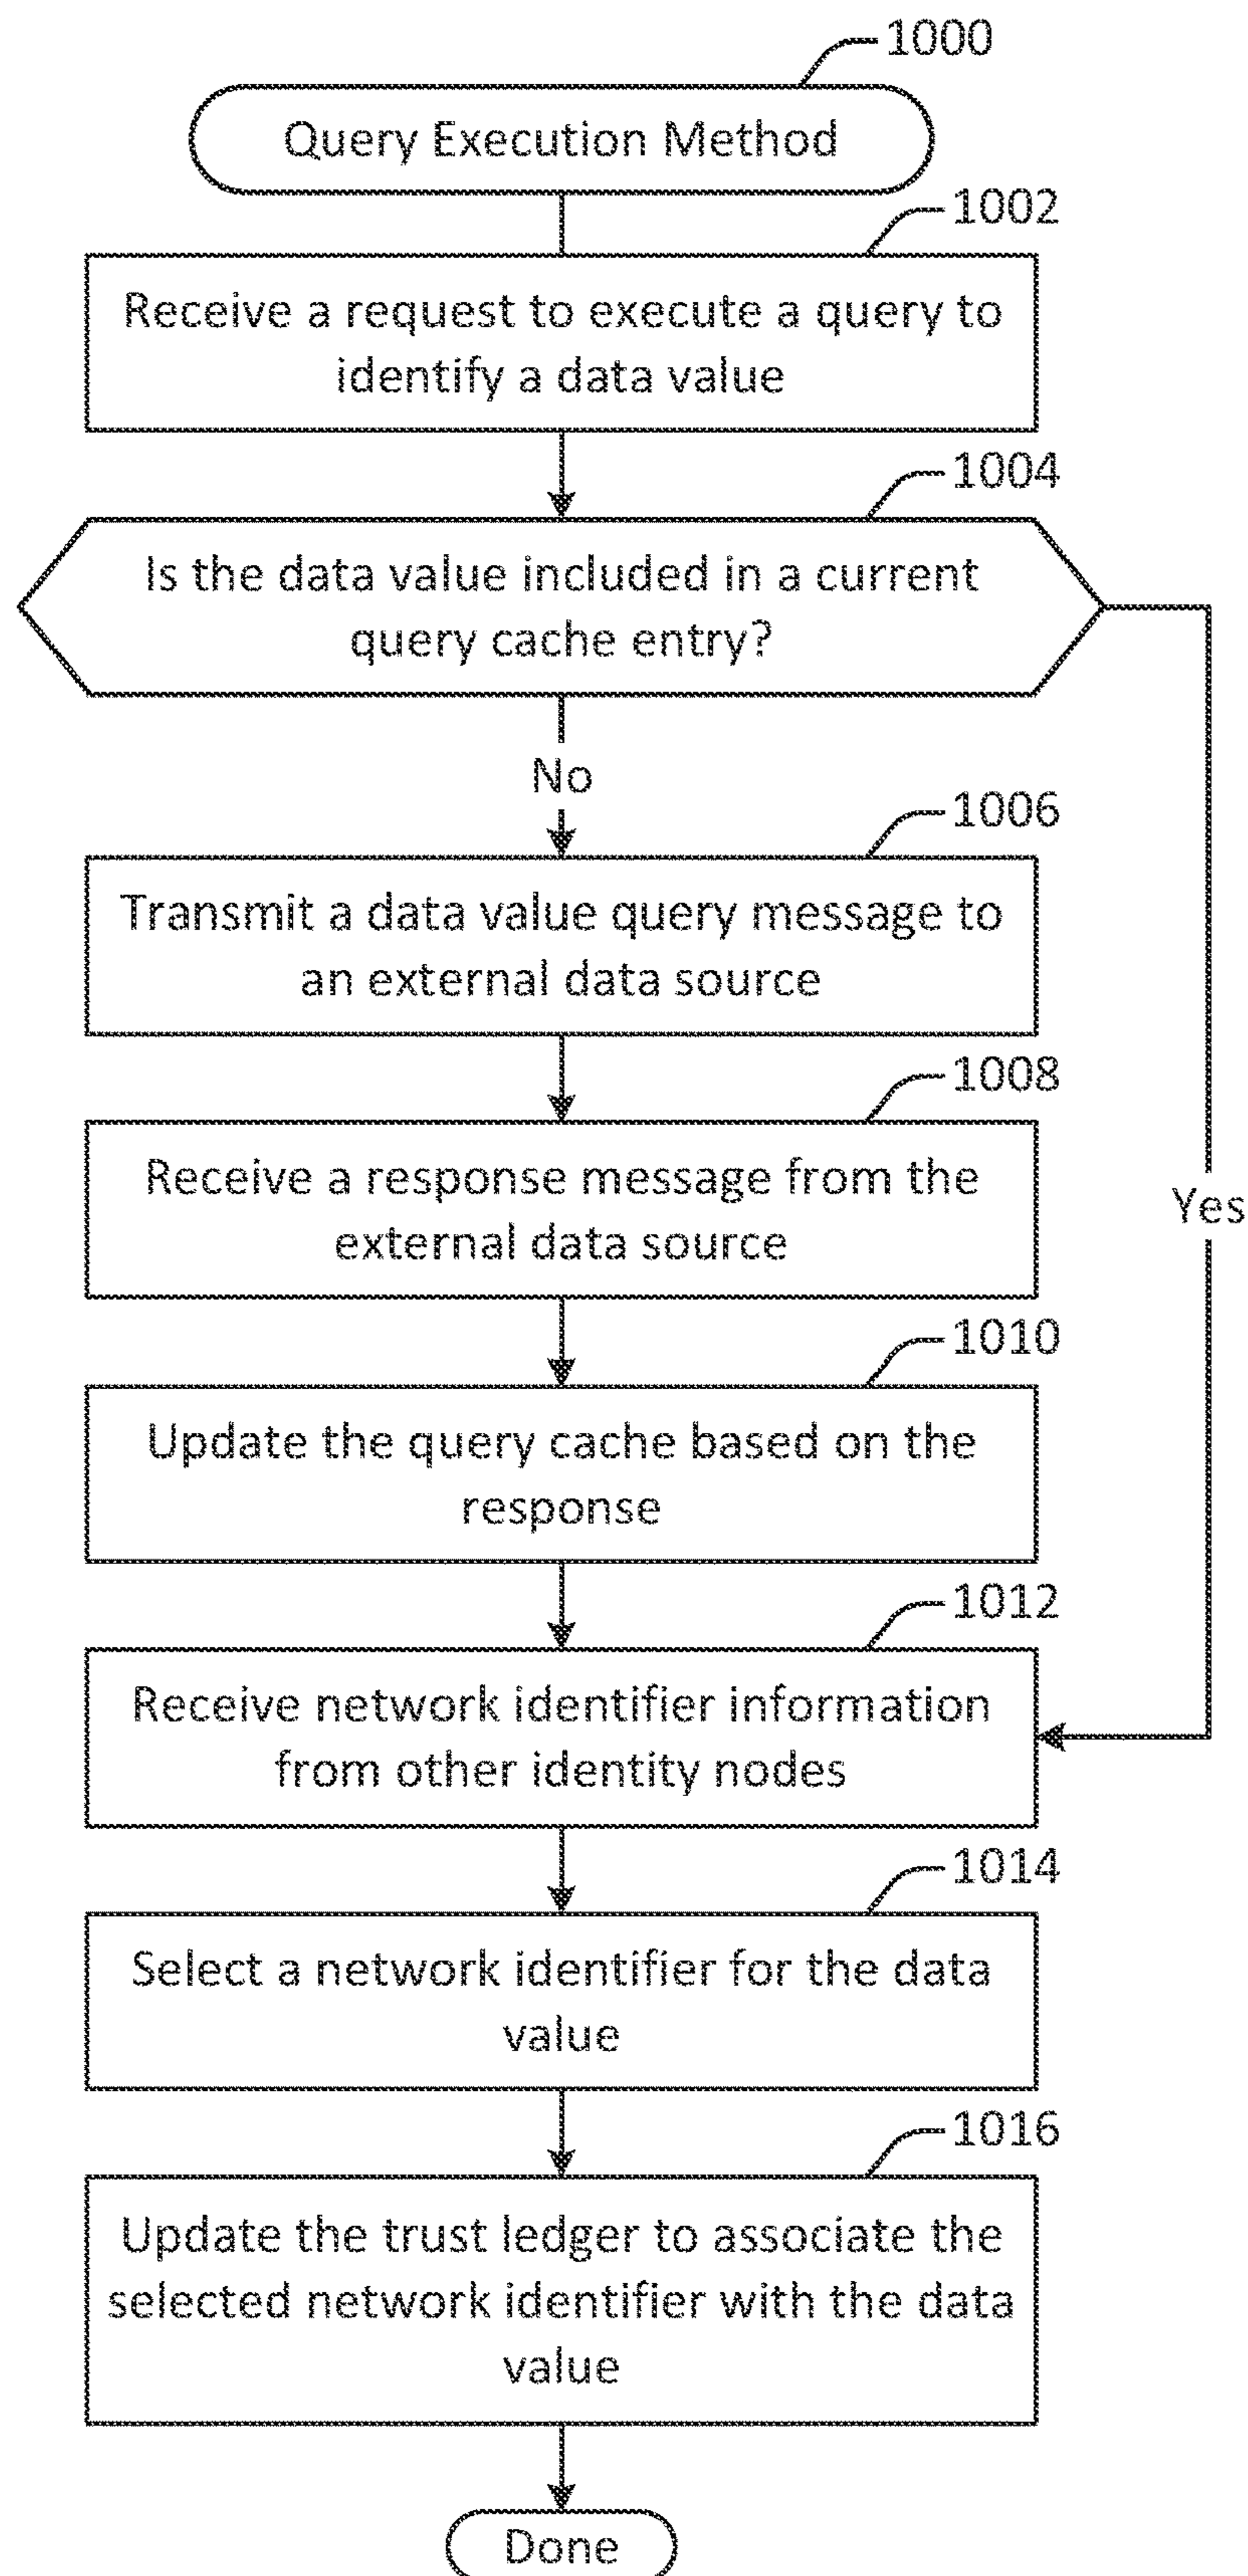 1000
Query Execution Method
1002
Receive a request to execute a query to
identify a data value
1004
Is the data value included in a current
query cache entry?
No
1006
Transmit a data value query message to
an external data source
1008
Receive a response message from the
external data source
Yes
1010
Update the query cache based on the
response
1012
Receive network identifier information
from other identity nodes
1014
Select a network identifier for the data
value
1016
Update the trust ledger to associate the
selected network identifier with the data
value
Done